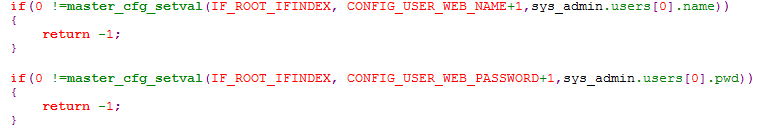 if(0 !=master_cfg_setval(IF_ROOT_IFINDEX, CONFIG_USER_WEB_NAME+1,sys_admin.users[0].name))
{
    return -1;
}
if(0 !=master_cfg_setval(IF_ROOT_IFINDEX, CONFIG_USER_WEB_PASSWORD+1,sys_admin.users[0].pwd))
{
    return -1;
}